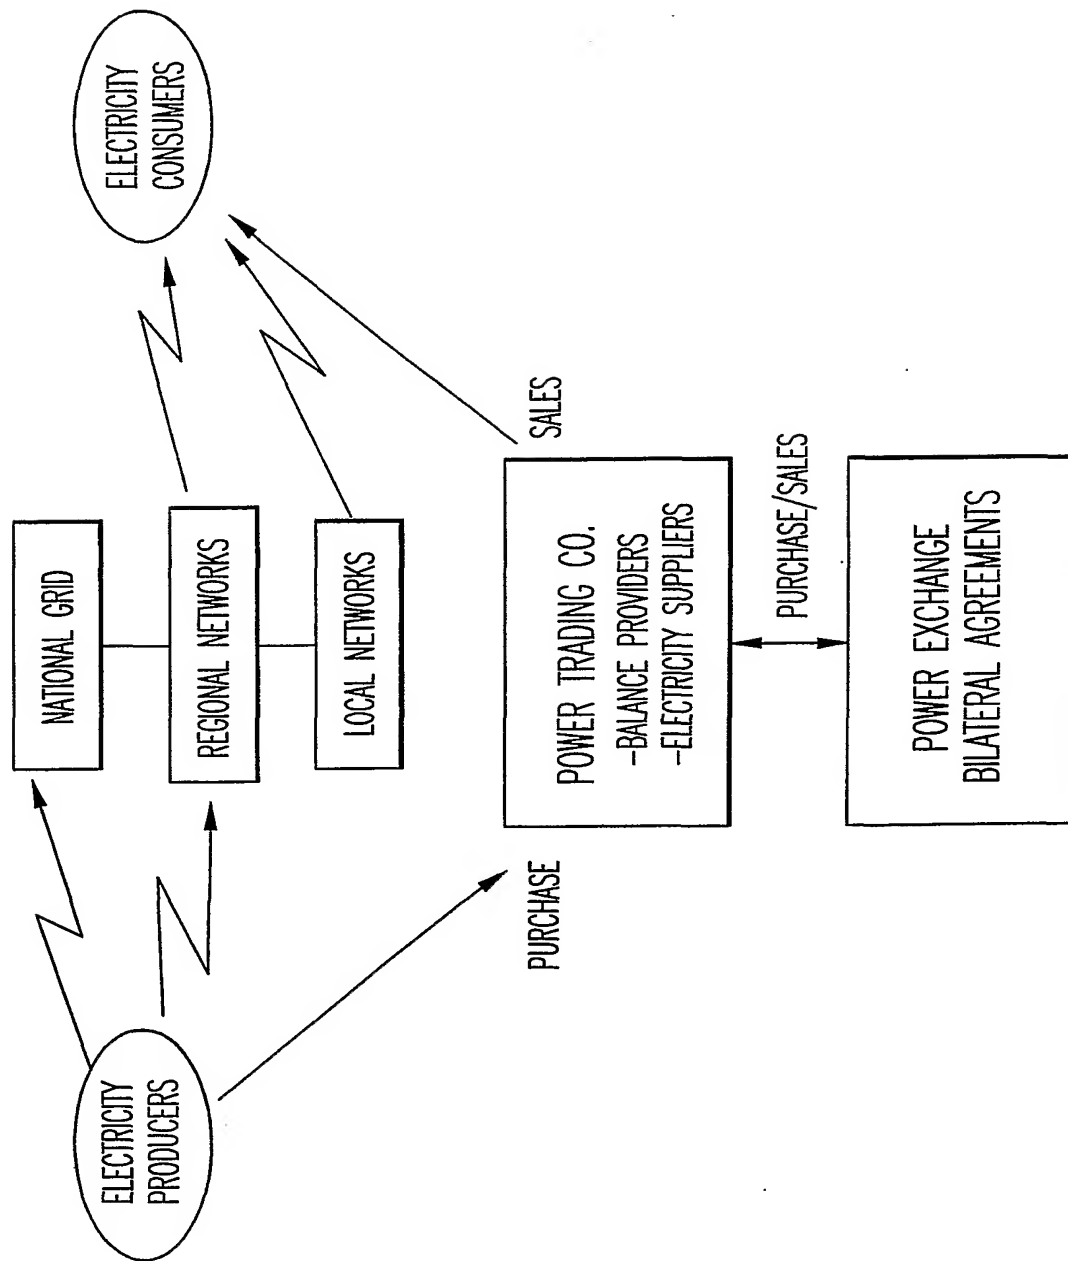 ELECTRICITY
PRODUCERS
NATIONAL GRID
REGIONAL NETWORKS
LOCAL NETWORKS
ELECTRICITY
CONSUMERS
PURCHASE
POWER TRADING CO.
-BALANCE PROVIDERS
-ELECTRICITY SUPPLIERS
SALES
PURCHASE/SALES
POWER EXCHANGE
BILATERAL AGREEMENTS